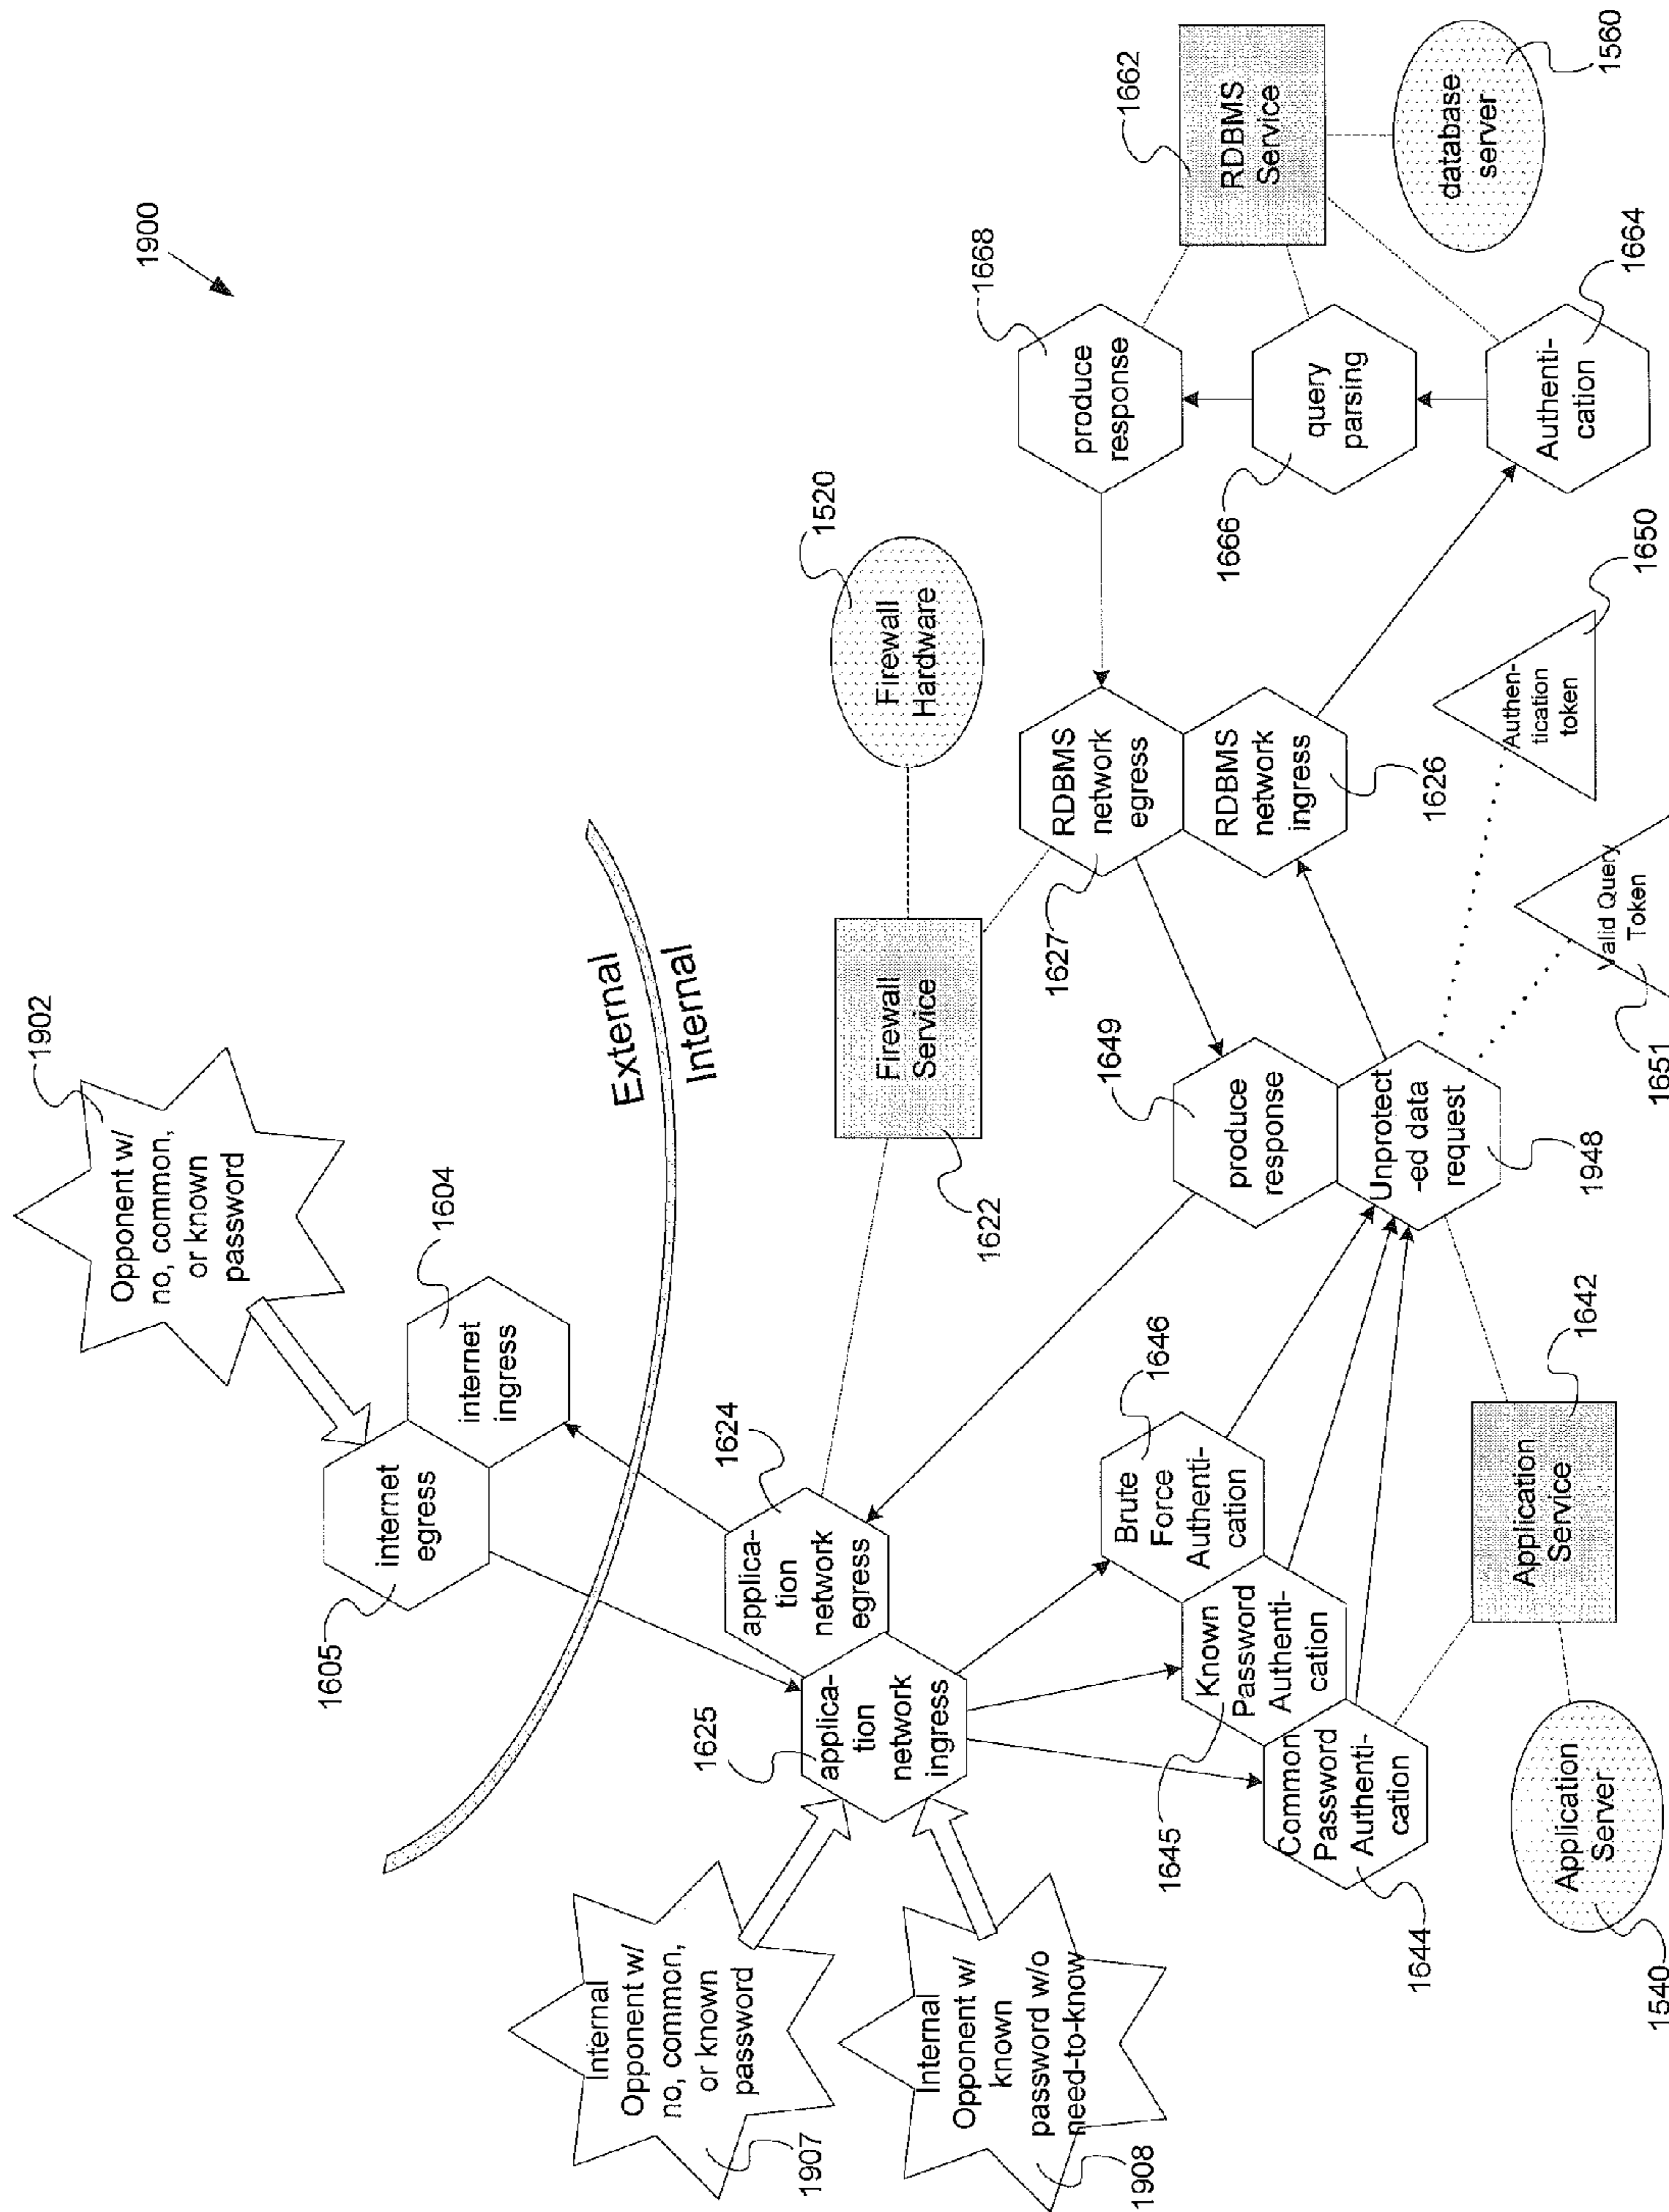 1900
1902
Opponent w/
no, common,
or known
password
1604
internet
ingress
internet
egress
1605
External
Internal
1520
Firewall
Hardware
Firewall
Service
1622
1624
applica-
tion
network
egress
1625
applica-
tion
network
ingress
Internal
Opponent w/
no, common,
or known
password
1907
Internal
Opponent w/
known
password w/o
need-to-know
1908
1646
Brute
Force
Authenti-
cation
Known
Password
Authenti-
cation
1645
Common
Password
Authenti-
cation
1644
1642
Application
Service
Application
Server
1540
1649
produce
response
Unprotect
-ed data
request
1948
RDBMS
network
egress
1627
RDBMS
network
ingress
1626
1668
produce
response
query
parsing
1666
Authenti-
cation
1664
1662
RDBMS
Service
database
server
1560
Authen-
tication
token
1650
Valid Query
Token
1651